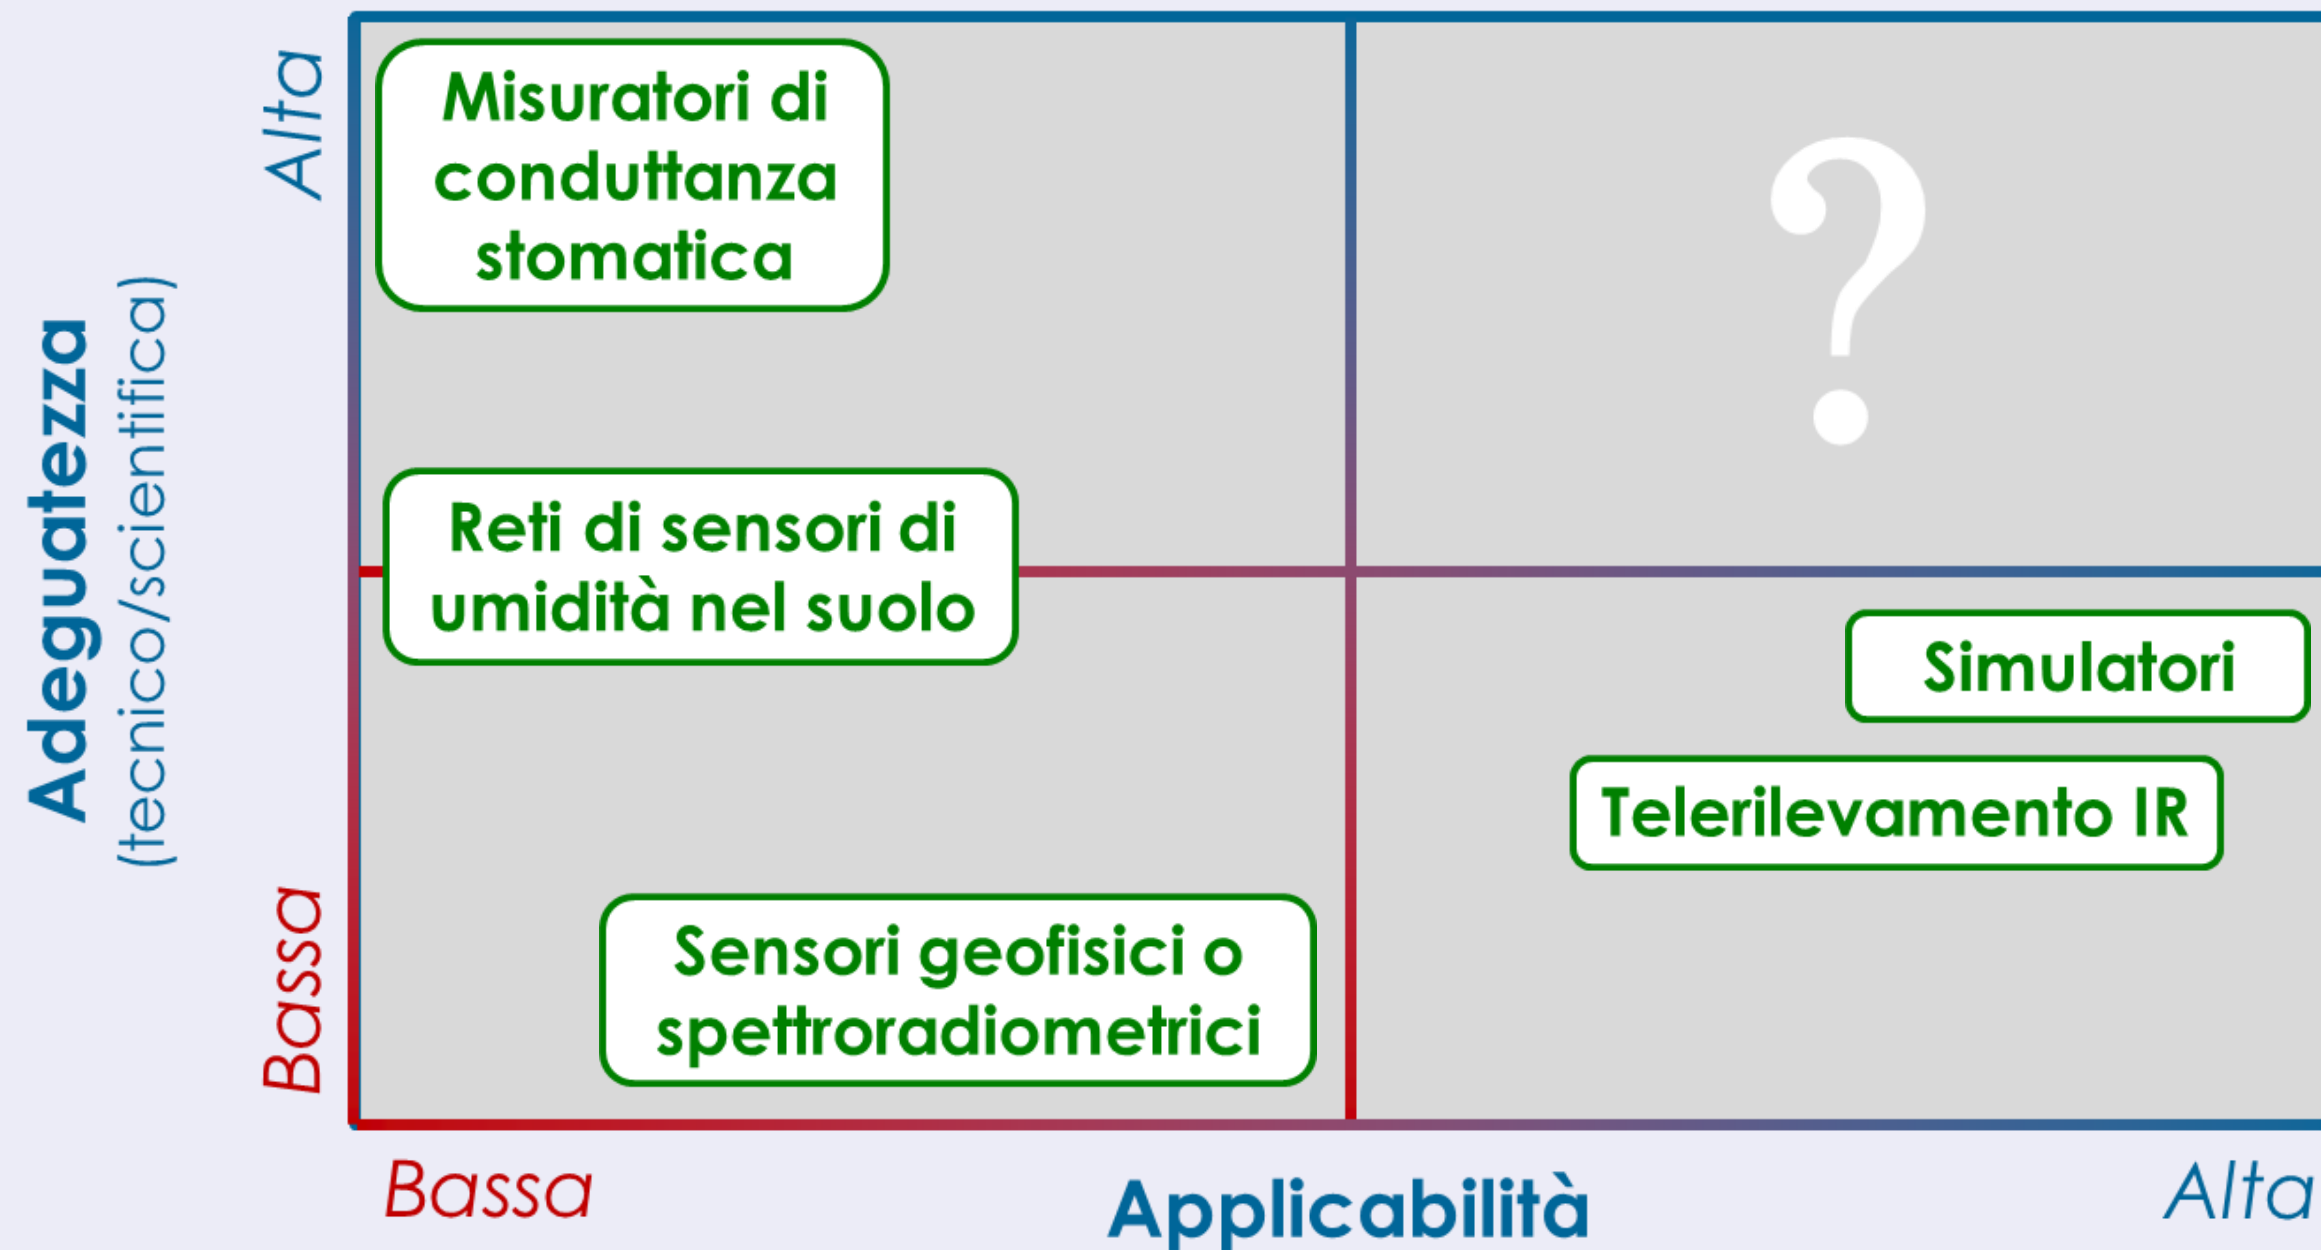 Adeguatezza
(tecnico/scientifica)
Alta
Bassa
Misuratori di
conduttanza
stomatica
?
Reti di sensori di
umidità nel suolo
Simulatori
Telerilevamento IR
Sensori geofisici o
spettroradiometrici
Bassa
Applicabilità
Alta